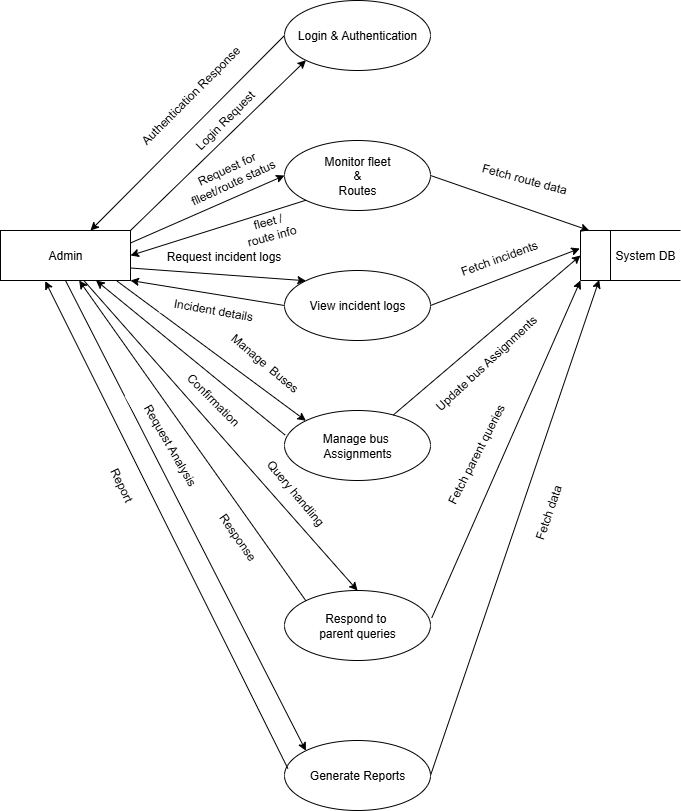 Login & Authentication
Authentication Response
Login Request
Request for
flleet/route status
Monitor fleet
&
Routes
Fetch route data
fleet /
route info
Admin
Request incident logs
Fetch incidents
System DB
View incident logs
Incident details
Manage Buses
Update bus Assignments
Confirmation
Manage bus
Assignments
Request Analysis
Query handling
Fetch parent queries
Report
Response
Fetch data
Respond to
parent queries
Generate Reports